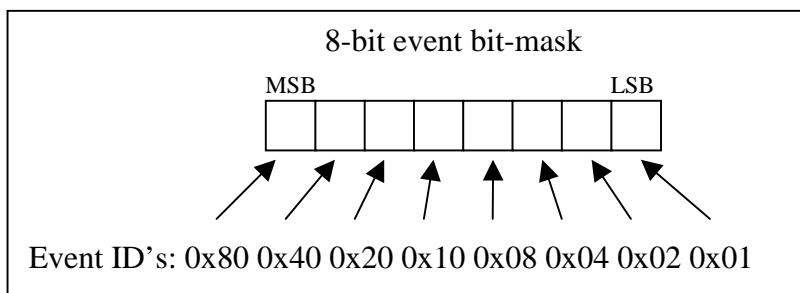 8-bit event bit-mask
MSB LSB
Event ID's: 0x80 0x40 0x20 0x10 0x08 0x04 0x02 0x01